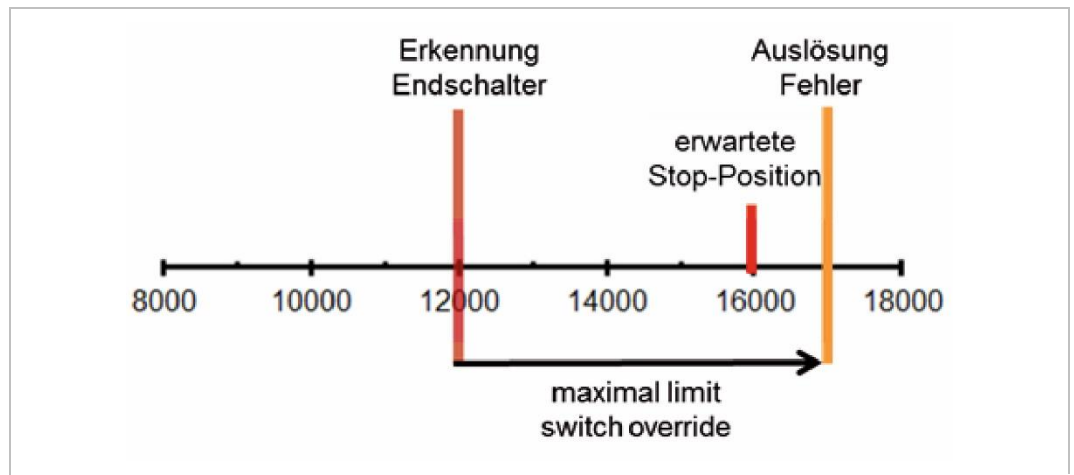 Erkennung
Endschalter
Auslösung
Fehler
erwartete
Stop-Position
8000 10000 12000 14000 16000 18000
maximal limit
switch override